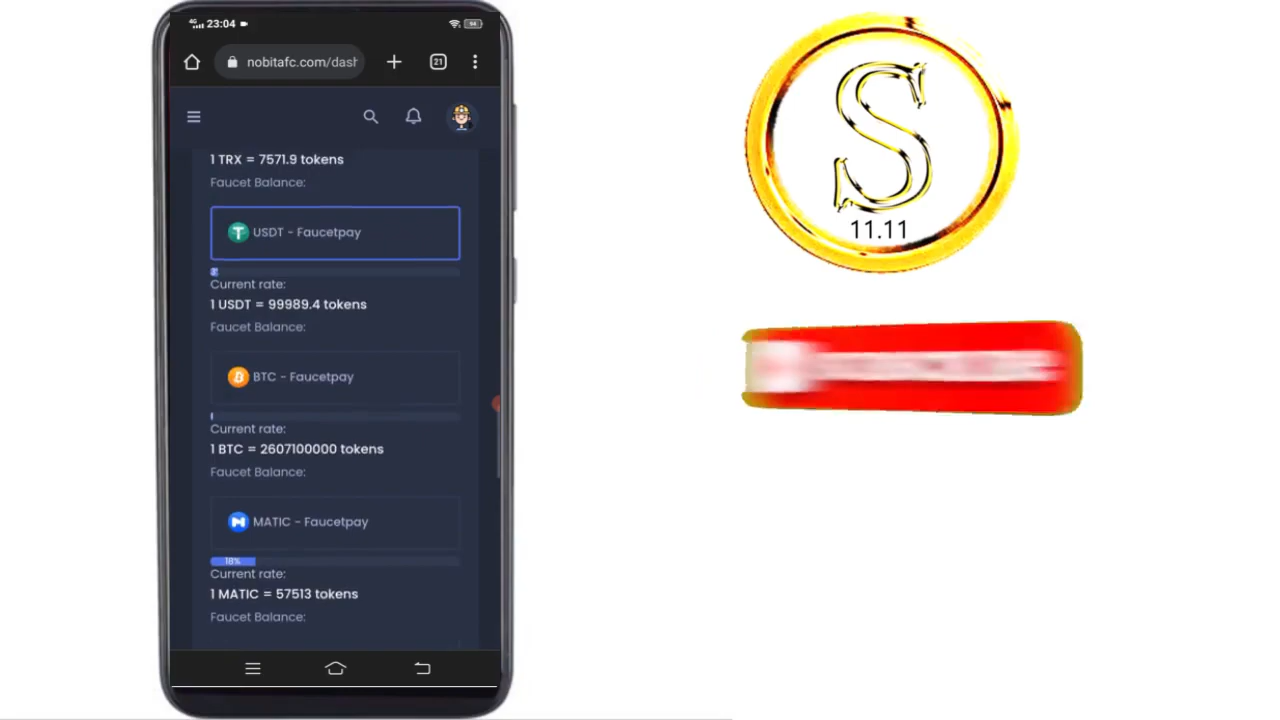 4G 23:04 94
nobitafc.com/dash
21
1 TRX = 7571.9 tokens
Faucet Balance:
USDT - Faucetpay
Current rate:
1 USDT = 99989.4 tokens
Faucet Balance:
BTC - Faucetpay
Current rate:
1 BTC = 2607100000 tokens
Faucet Balance:
MATIC - Faucetpay
18%
Current rate:
1 MATIC = 57513 tokens
Faucet Balance:
S
11.11